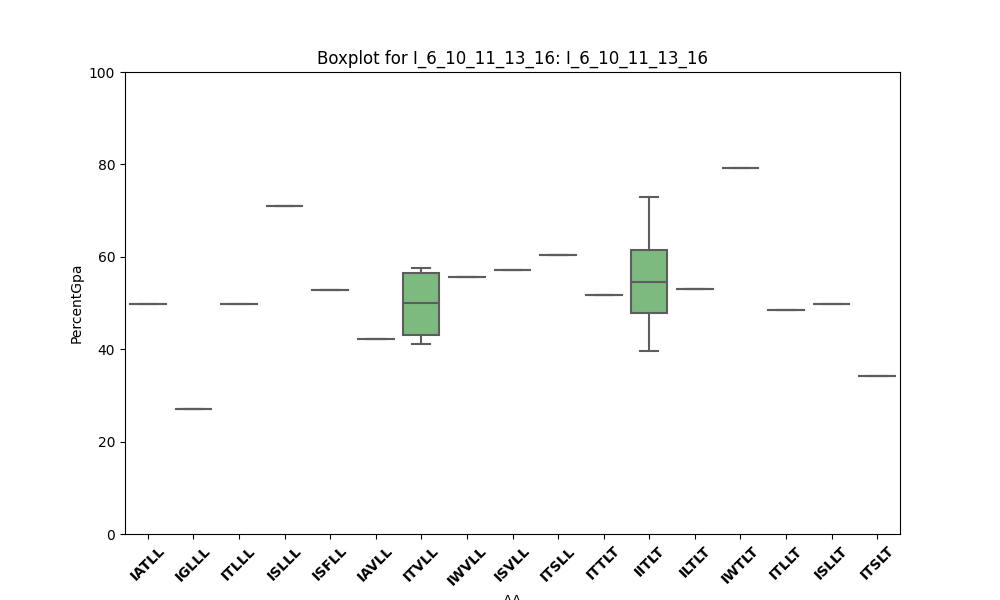 Boxplot for I_6_10_11_13_16: I_6_10_11_13_16
100
80
60
40
20
0
PercentGpa
IATLL
IGLLL
ITLLL
ISLLL
ISFLL
IAVLL
ITVLL
IWVLL
ISVLL
ITSLL
ITTLT
IITLT
ILTLT
IWTLT
ITLLT
ISLLT
ITSLT
AA